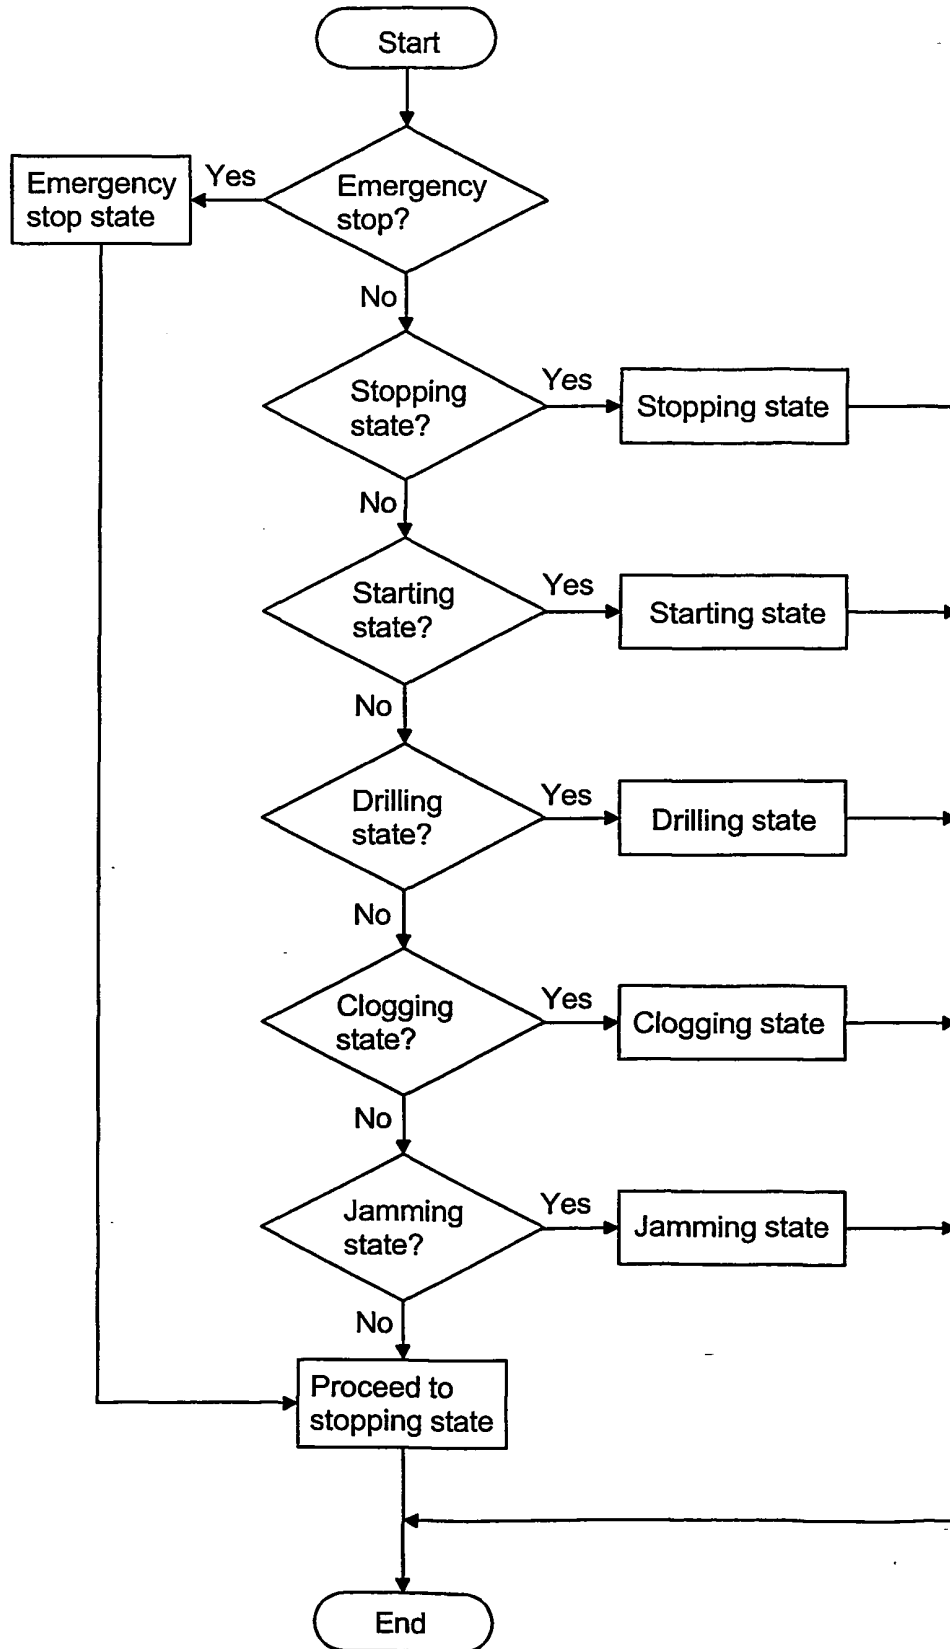 Start
Emergency
stop?
Yes
Emergency
stop state
No
Stopping
state?
Yes
Stopping state
No
Starting
state?
Yes
Starting state
No
Drilling
state?
Yes
Drilling state
No
Clogging
state?
Yes
Clogging state
No
Jamming
state?
Yes
Jamming state
No
Proceed to
stopping state
End